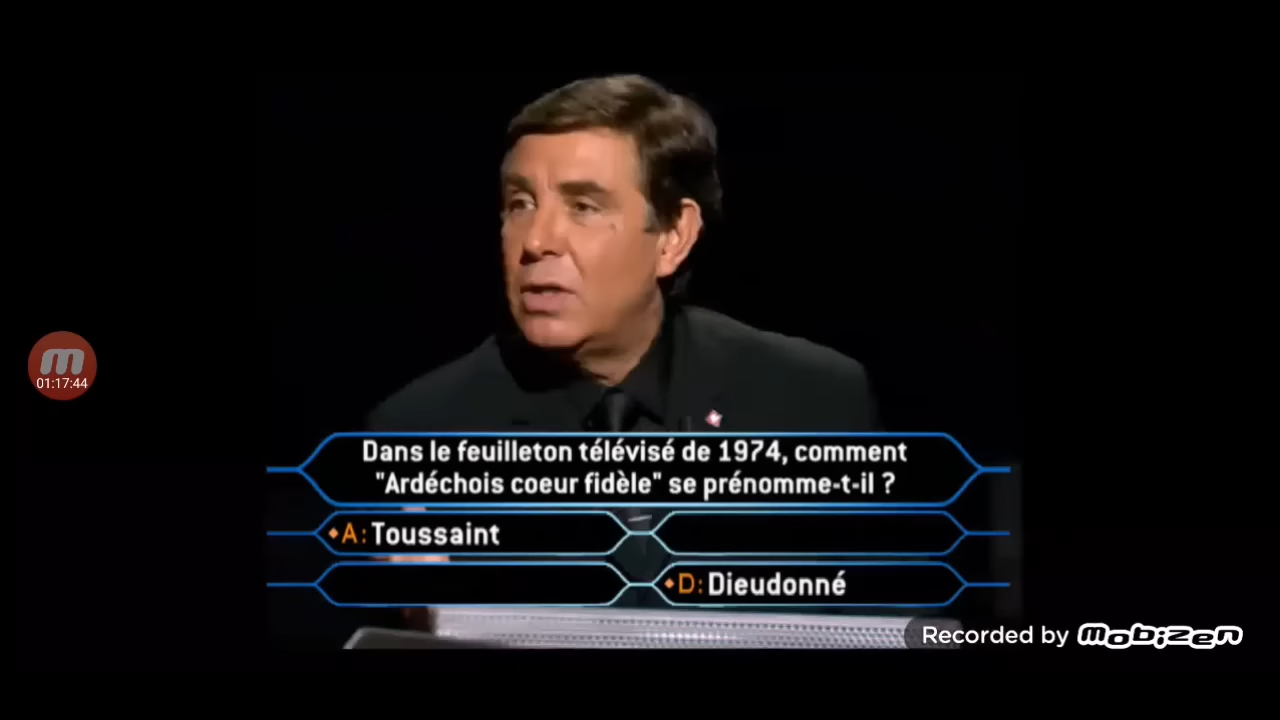 01:17:44
Dans le feuilleton télévisé de 1974, comment
"Ardéchois coeur fidèle" se prénomme-t-il ?
A: Toussaint
D: Dieudonné
Recorded by mobizen